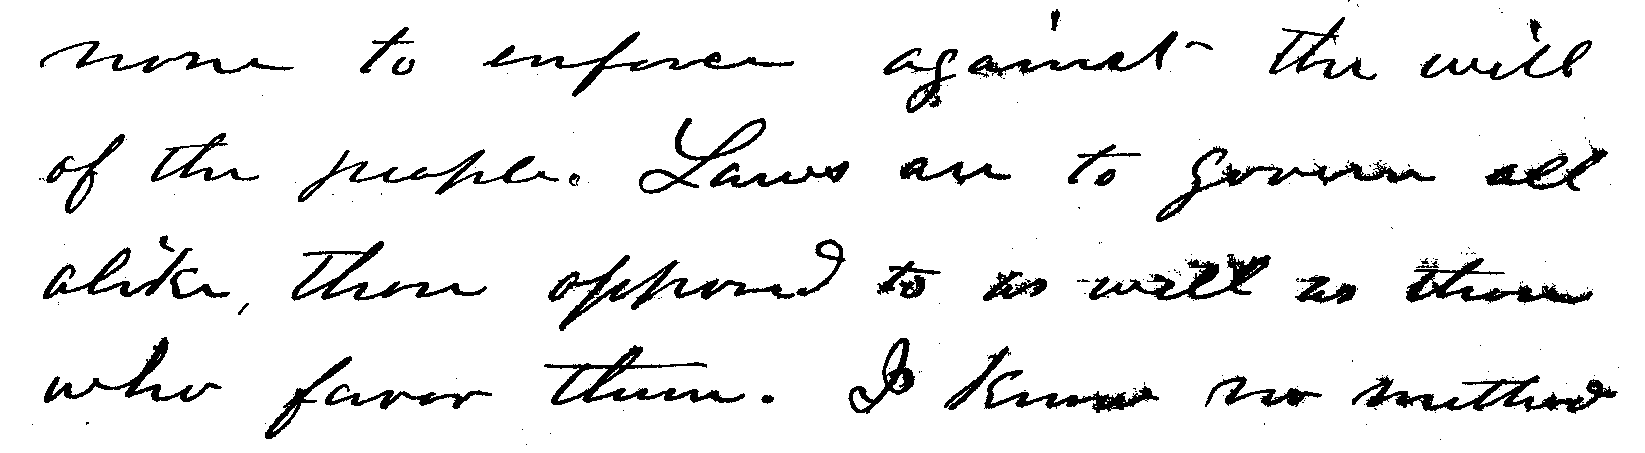 none to enforce against the will
of the people. Laws are to govern all
alike, those opposed to as well as those
who favor them. I know no method